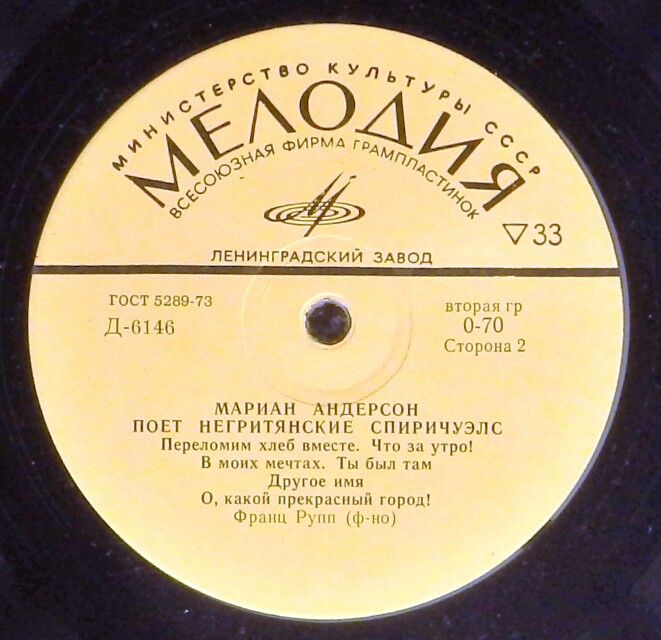 МИНИСТЕРСТВО КУЛЬТУРЫ СССР
МЕЛОДИЯ
ВСЕСОЮЗНАЯ ФИРМА ГРАМПЛАСТИНОК
33
ЛЕНИНГРАДСКИЙ ЗАВОД
ГОСТ 5289-73
Д-6146
вторая гр
0-70
Сторона 2
МАРИАН АНДЕРСОН
ПОЕТ НЕГРИТЯНСКИЕ СПИРИЧУЭЛС
Переломим хлеб вместе. Что за утро!
В моих мечтах. Ты был там
Другое имя
О, какой прекрасный город!
Франц Рупп (ф-но)